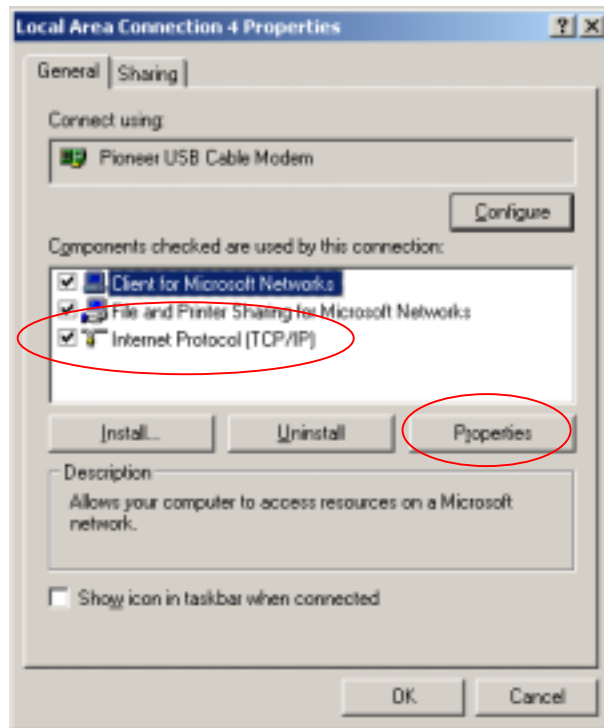 Local Area Connection 4 Properties
General Sharing
Connect using:
Pioneer USB Cable Modem
Configure
Components checked are used by this connection:
Client for Microsoft Networks
File and Printer Sharing for Microsoft Networks
Internet Protocol (TCP/IP)
Install... Uninstall Properties
Description
Allows your computer to access resources on a Microsoft
network.
Show icon in taskbar when connected
OK Cancel